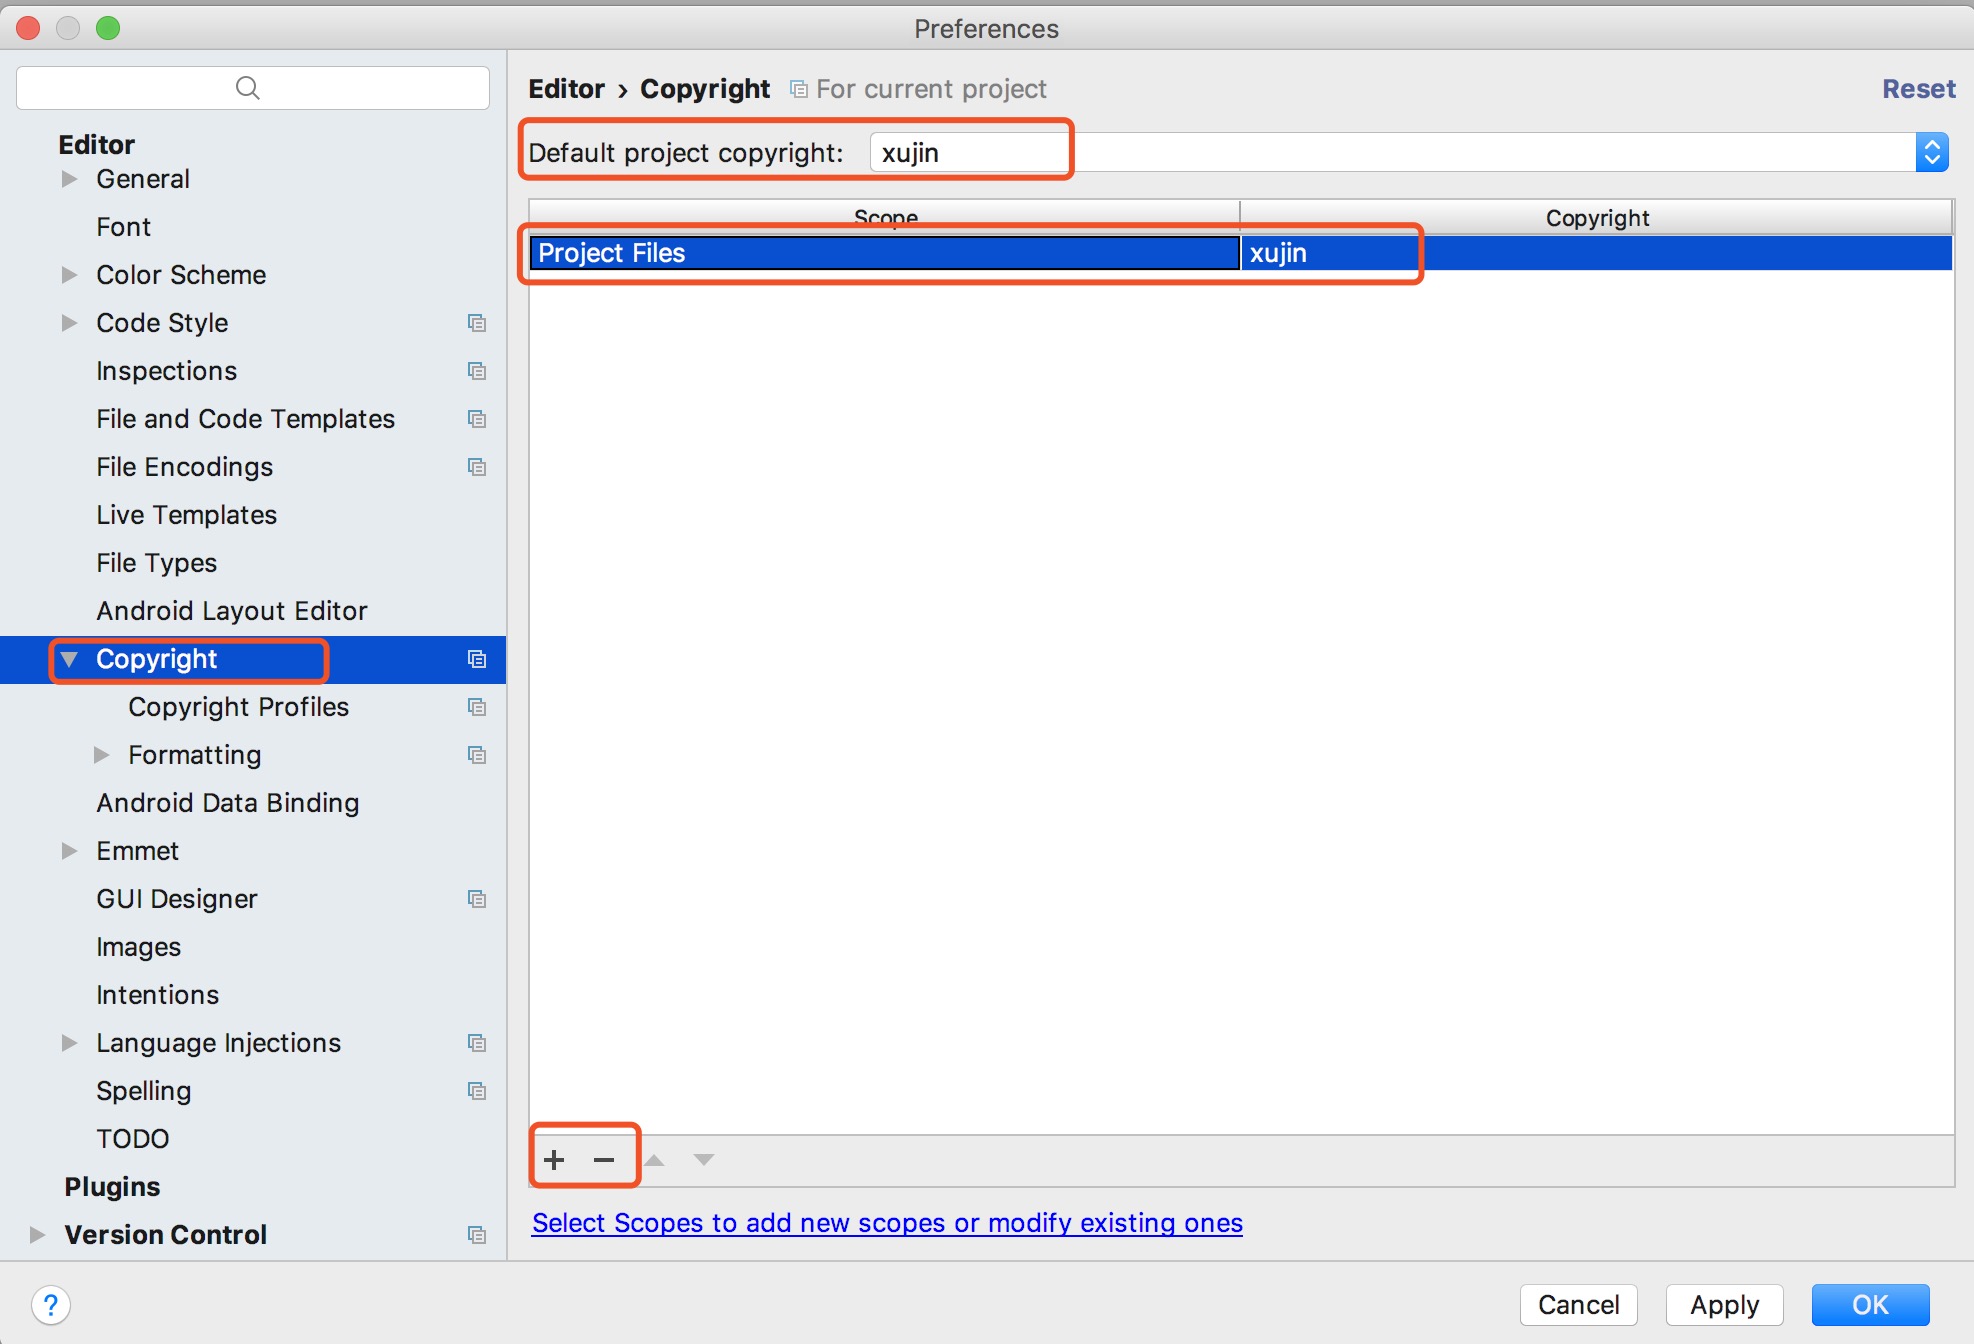 Preferences
Editor
General
Font
Color Scheme
Code Style
Inspections
File and Code Templates
File Encodings
Live Templates
File Types
Android Layout Editor
Copyright
Copyright Profiles
Formatting
Android Data Binding
Emmet
GUI Designer
Images
Intentions
Language Injections
Spelling
TODO
Plugins
Version Control
Editor › Copyright For current project Reset
Default project copyright: xujin
Scope Copyright
Project Files xujin
Select Scopes to add new scopes or modify existing ones
? Cancel Apply OK